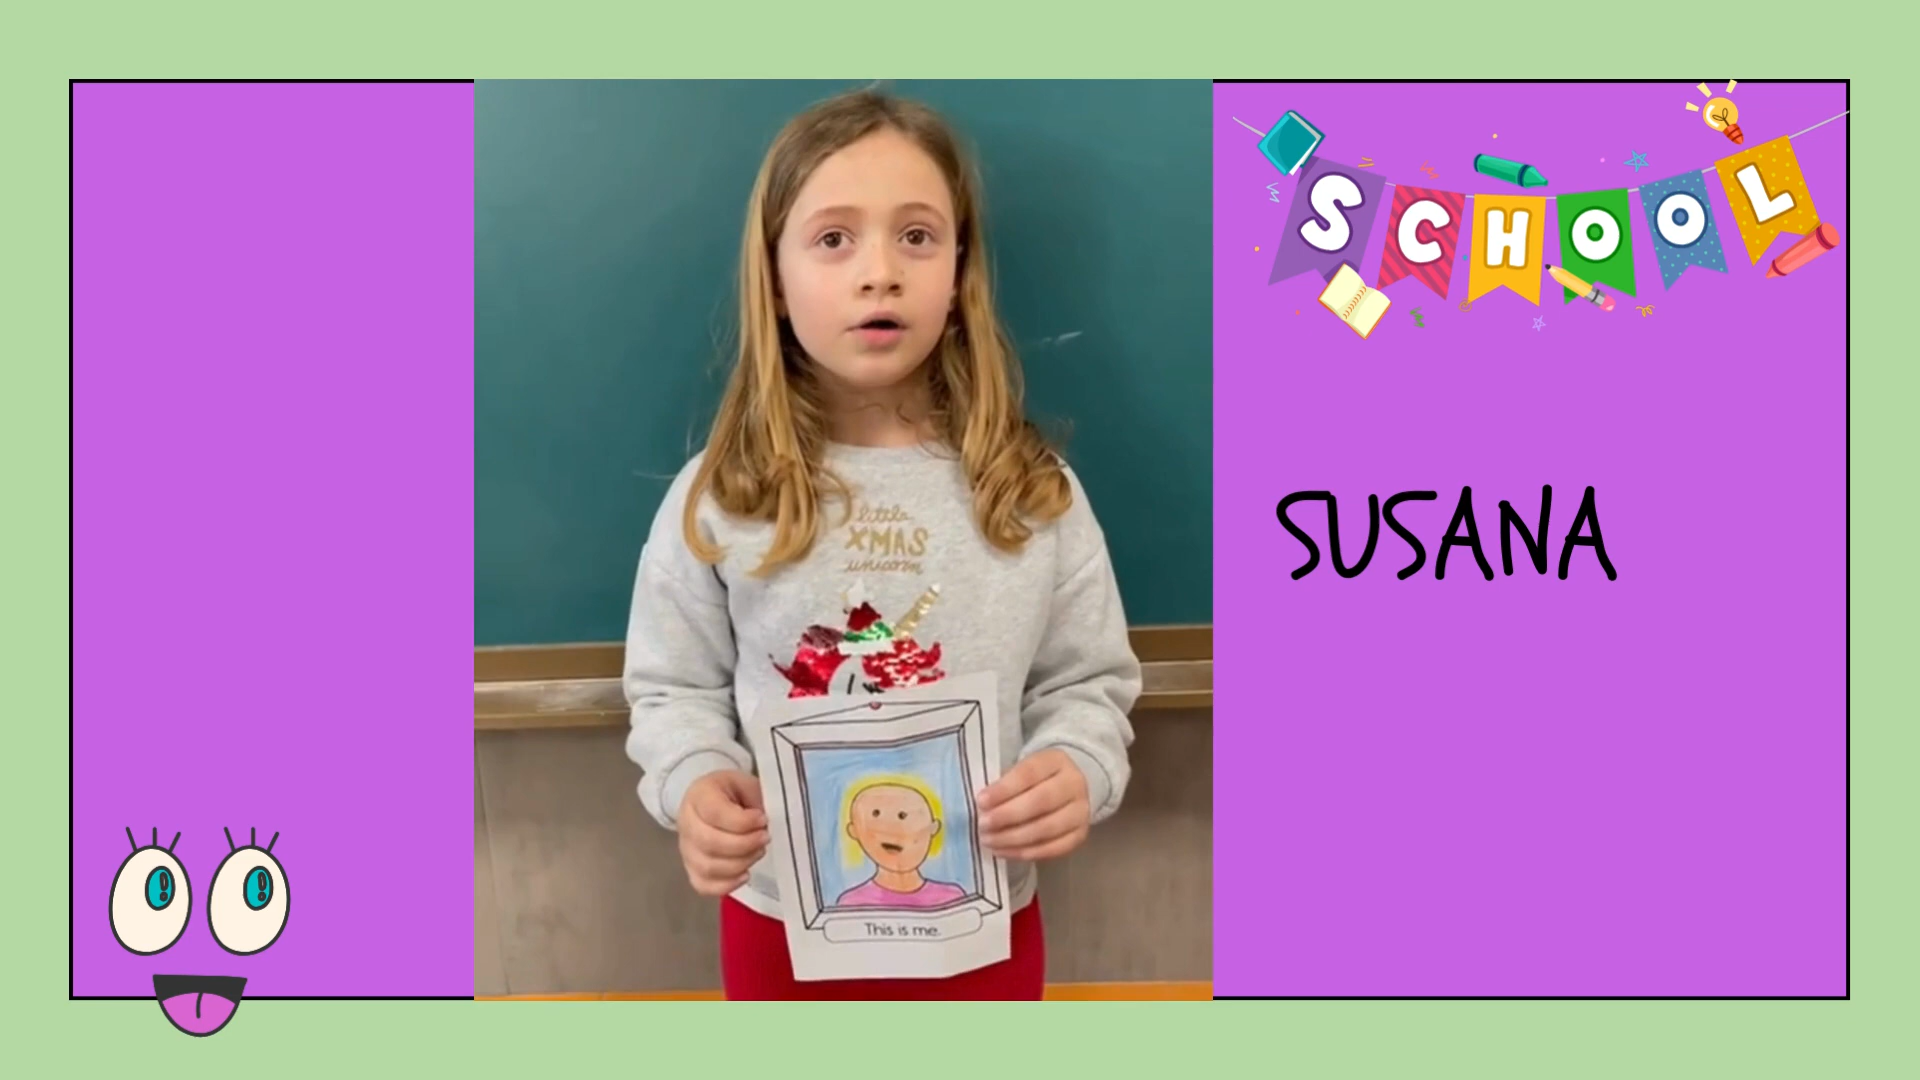 SCHOOL
SUSANA
little
XMAS
unicorn
This is me.